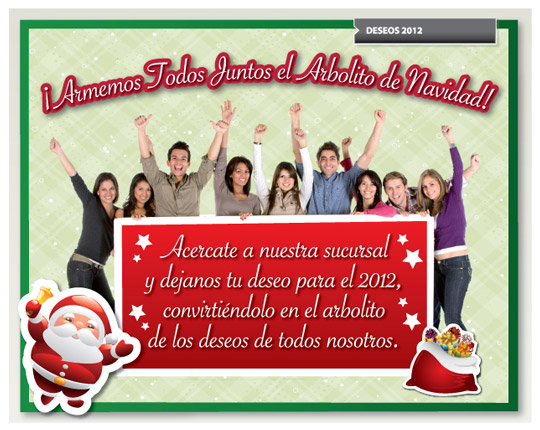 DESEOS 2012
¡Armemos Todos Juntos el Arbolito de Navidad!
Acercate a nuestra sucursal
y dejanos tu deseo para el 2012,
convirtiéndolo en el arbolito
de los deseos de todos nosotros.